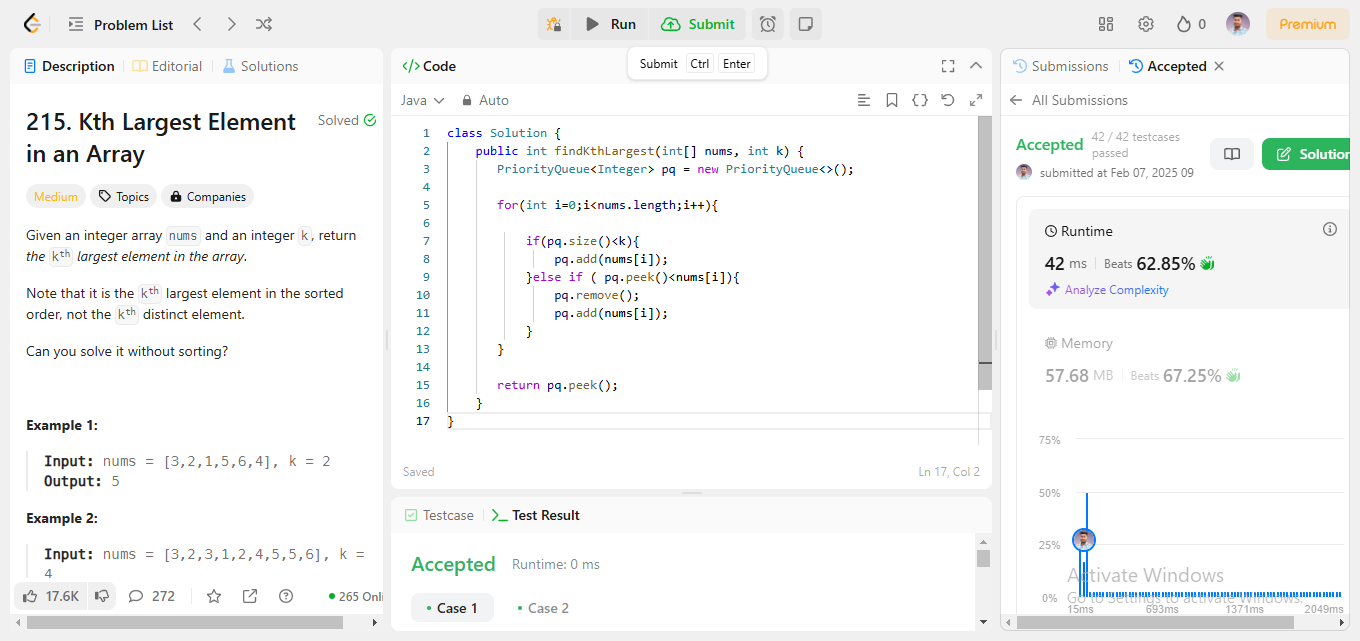 Problem List
Run
Submit
0
Premium
Submit Ctrl Enter
Description
Editorial
Solutions
215. Kth Largest Element
in an Array
Solved
Medium
Topics
Companies
Given an integer array nums and an integer k, return
the kth largest element in the array.
Note that it is the kth largest element in the sorted
order, not the kth distinct element.
Can you solve it without sorting?
Example 1:
Input: nums = [3,2,1,5,6,4], k = 2
Output: 5
Example 2:
Input: nums = [3,2,3,1,2,4,5,5,6], k =
4
17.6K
272
265 Onli
</>Code
Java
Auto
1 class Solution {
2 public int findKthLargest(int[] nums, int k) {
3 PriorityQueue<Integer> pq = new PriorityQueue<>();
4
5 for(int i=0;i<nums.length;i++){
6
7 if(pq.size()<k){
8 pq.add(nums[i]);
9 }else if ( pq.peek()<nums[i]){
10 pq.remove();
11 pq.add(nums[i]);
12 }
13 }
14
15 return pq.peek();
16 }
17 }
Saved
Ln 17, Col 2
Testcase
Test Result
Accepted
Runtime: 0 ms
Case 1
Case 2
Submissions
Accepted
All Submissions
Accepted
42 / 42 testcases
passed
submitted at Feb 07, 2025 09
Solution
Runtime
42 ms
Beats 62.85%
Analyze Complexity
Memory
57.68 MB
Beats 67.25%
75%
50%
25%
0%
15ms
693ms
1371ms
2049ms
Activate Windows
Go to Settings to activate Windows.